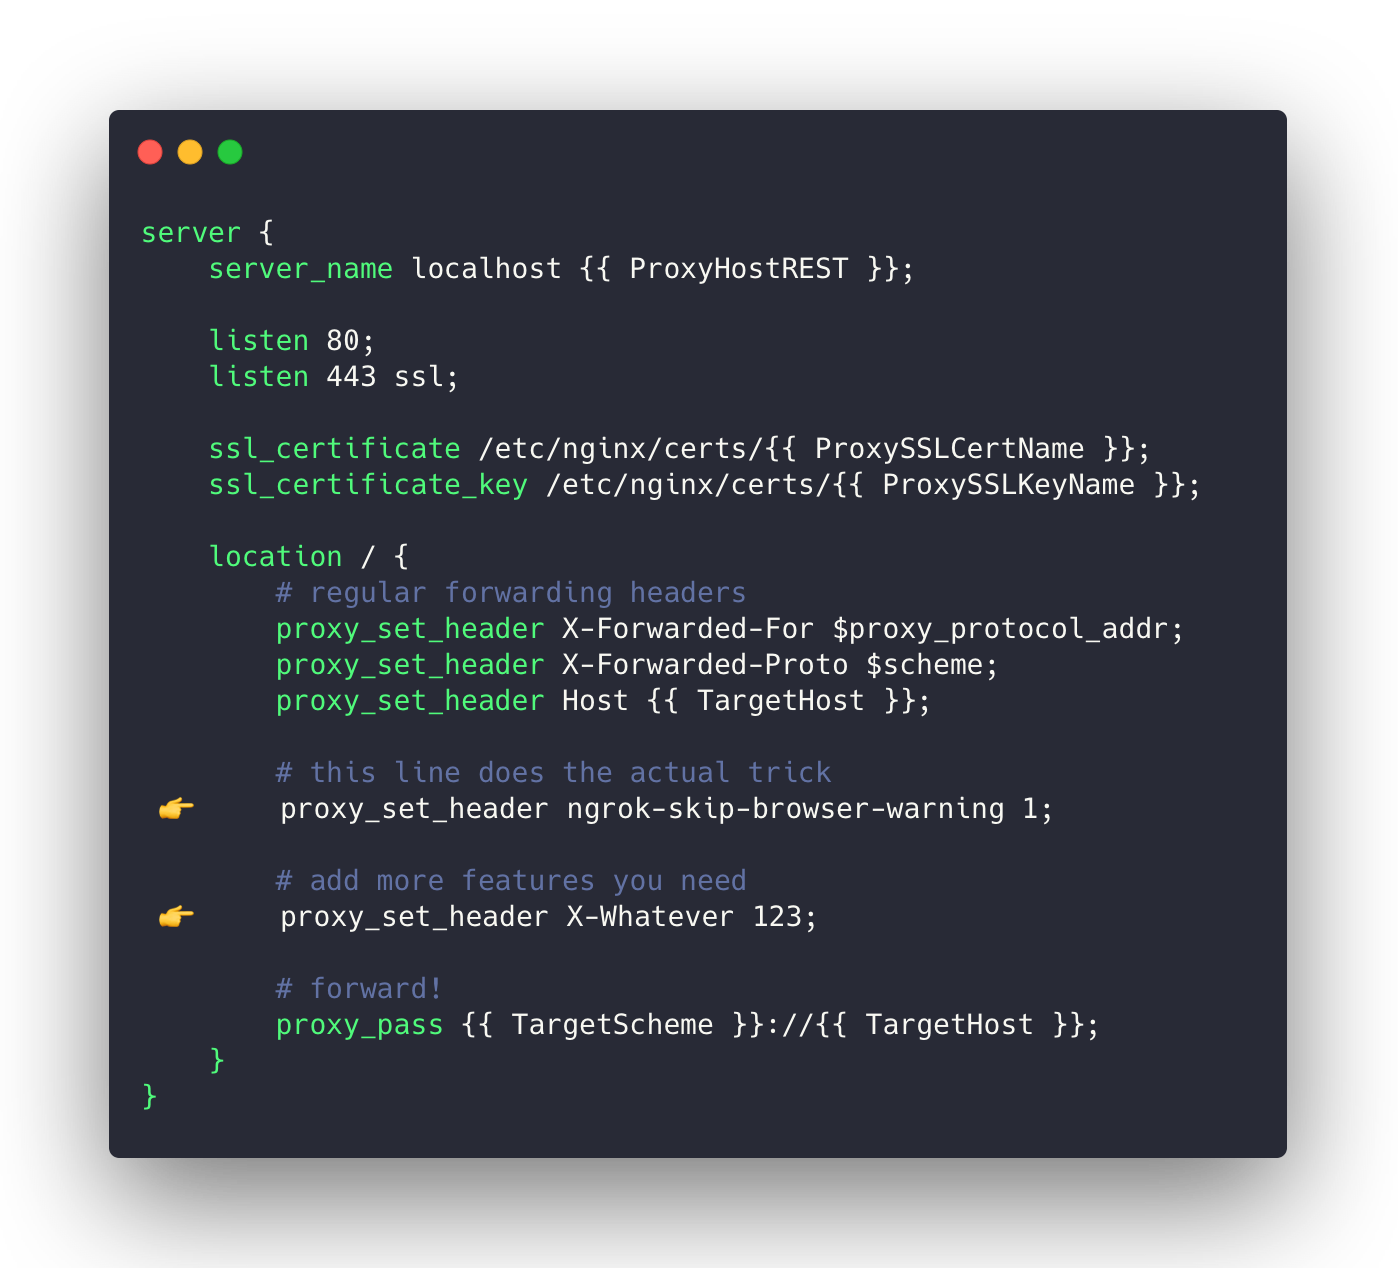 server {
    server_name localhost {{ ProxyHostREST }};
    listen 80;
    listen 443 ssl;
    ssl_certificate /etc/nginx/certs/{{ ProxySSLCertName }};
    ssl_certificate_key /etc/nginx/certs/{{ ProxySSLKeyName }};
    location / {
        # regular forwarding headers
        proxy_set_header X-Forwarded-For $proxy_protocol_addr;
        proxy_set_header X-Forwarded-Proto $scheme;
        proxy_set_header Host {{ TargetHost }};
        # this line does the actual trick
👉      proxy_set_header ngrok-skip-browser-warning 1;
        # add more features you need
👉      proxy_set_header X-Whatever 123;
        # forward!
        proxy_pass {{ TargetScheme }}://{{ TargetHost }};
    }
}